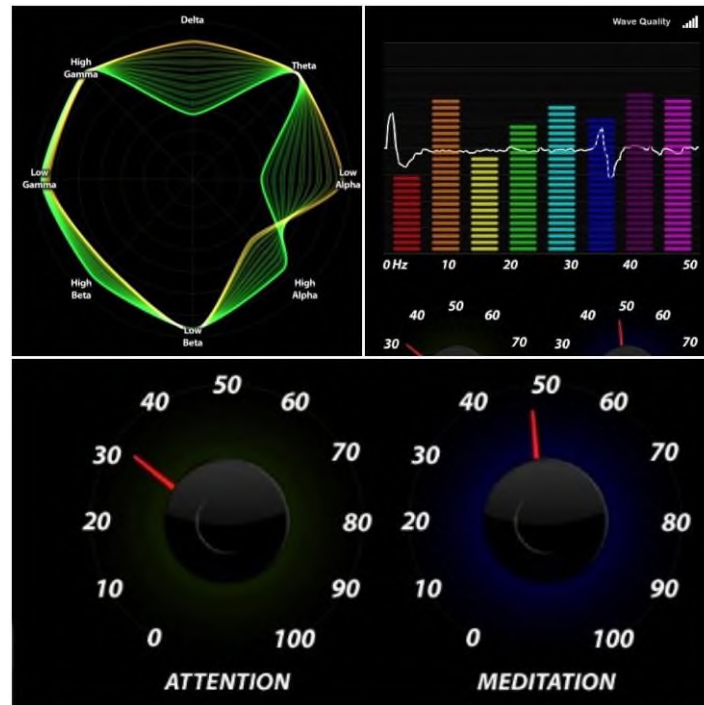 Delta
High
Gamma
Theta
Low
Gamma
Low
Alpha
High
Beta
High
Alpha
Low
Beta
Wave Quality
0 Hz 10 20 30 40 50
40 50 60 40 50 60
30 70 30 70
50
40 60
30 70
20 80
10 90
0 100
ATTENTION
50
40 60
30 70
20 80
10 90
0 100
MEDITATION